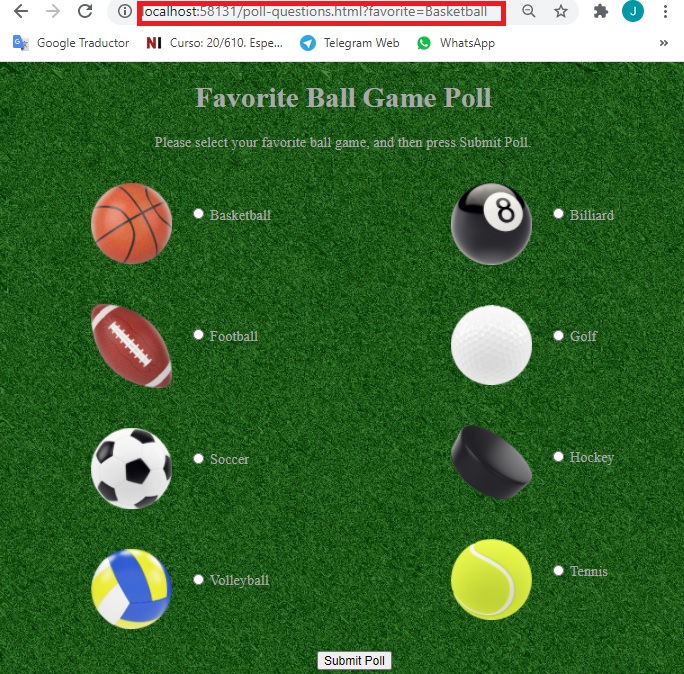 localhost:58131/poll-questions.html?favorite=Basketball
J
Google Traductor
NI Curso: 20/610. Espe...
Telegram Web
WhatsApp
»
Favorite Ball Game Poll
Please select your favorite ball game, and then press Submit Poll.
Basketball
8
Billiard
Football
Golf
Soccer
Hockey
Volleyball
Tennis
Submit Poll